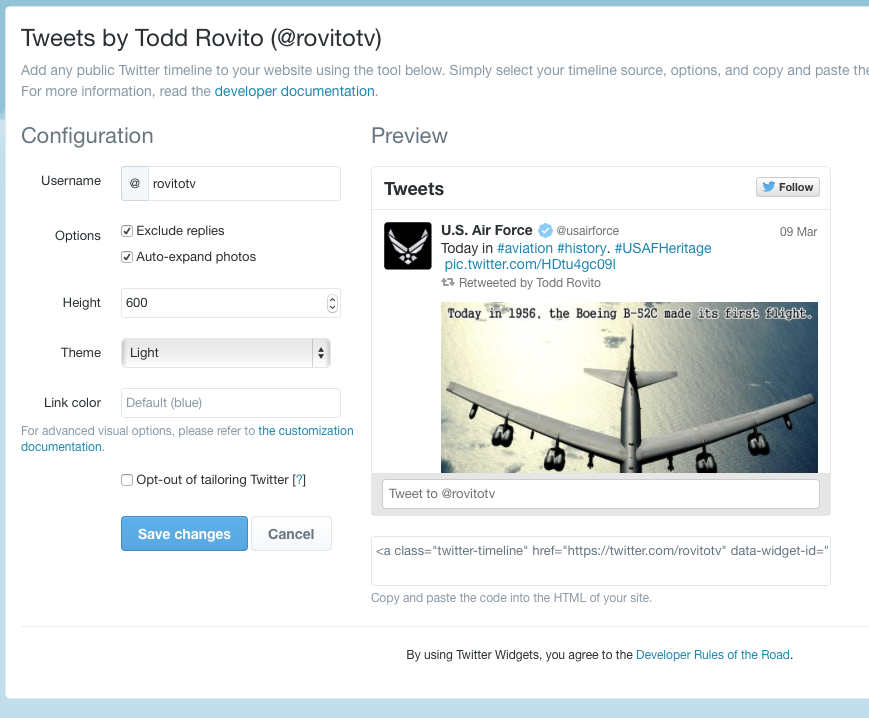 Tweets by Todd Rovito (@rovitotv)
Add any public Twitter timeline to your website using the tool below. Simply select your timeline source, options, and copy and paste the
For more information, read the developer documentation.
Configuration
Username
@
rovitotv
Options
Exclude replies
Auto-expand photos
Height
600
Theme
Light
Link color
Default (blue)
For advanced visual options, please refer to the customization
documentation.
Opt-out of tailoring Twitter [?]
Save changes
Cancel
Preview
Tweets
Follow
U.S. Air Force @usairforce
09 Mar
Today in #aviation #history. #USAFHeritage
pic.twitter.com/HDtu4gc09I
Retweeted by Todd Rovito
Today in 1956, the Boeing B-52C made its first flight.
Tweet to @rovitotv
<a class="twitter-timeline" href="https://twitter.com/rovitotv" data-widget-id="
Copy and paste the code into the HTML of your site.
By using Twitter Widgets, you agree to the Developer Rules of the Road.